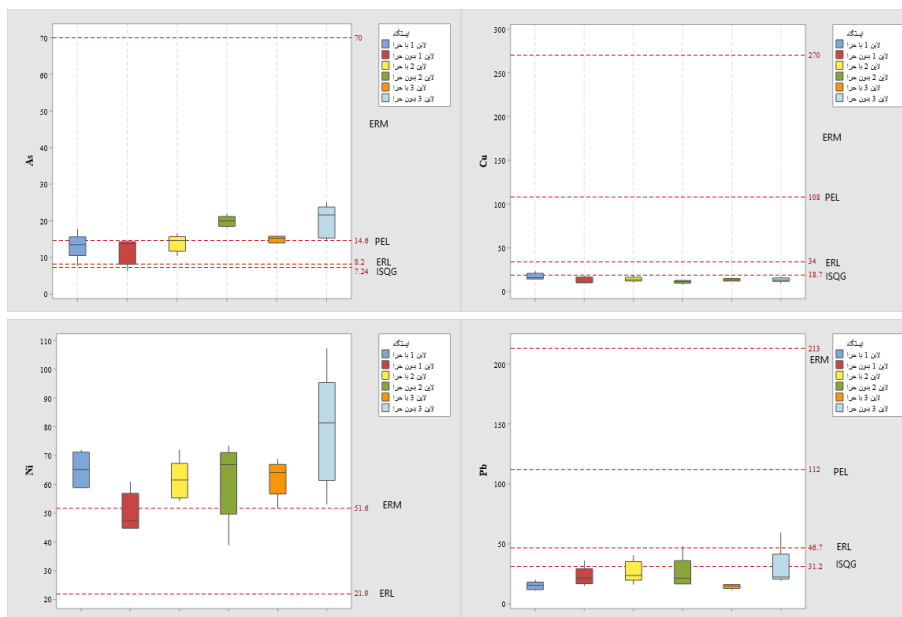 As
70
60
50
40
30
20
10
0
70
14.6
8.2
7.24
ایستگاه
لاین 1 با حرا
لاین 1 بدون حرا
لاین 2 با حرا
لاین 2 بدون حرا
لاین 3 با حرا
لاین 3 بدون حرا
ERM
PEL
ERL
ISQG
Cu
300
250
200
150
100
50
0
270
108
34
18.7
ایستگاه
لاین 1 با حرا
لاین 1 بدون حرا
لاین 2 با حرا
لاین 2 بدون حرا
لاین 3 با حرا
لاین 3 بدون حرا
ERM
PEL
ERL
ISQG
Ni
110
100
90
80
70
60
50
40
30
20
51.6
21.9
ایستگاه
لاین 1 با حرا
لاین 1 بدون حرا
لاین 2 با حرا
لاین 2 بدون حرا
لاین 3 با حرا
لاین 3 بدون حرا
ERM
ERL
Pb
200
150
100
50
0
213
112
46.7
31.2
ایستگاه
لاین 1 با حرا
لاین 1 بدون حرا
لاین 2 با حرا
لاین 2 بدون حرا
لاین 3 با حرا
لاین 3 بدون حرا
ERM
PEL
ERL
ISQG